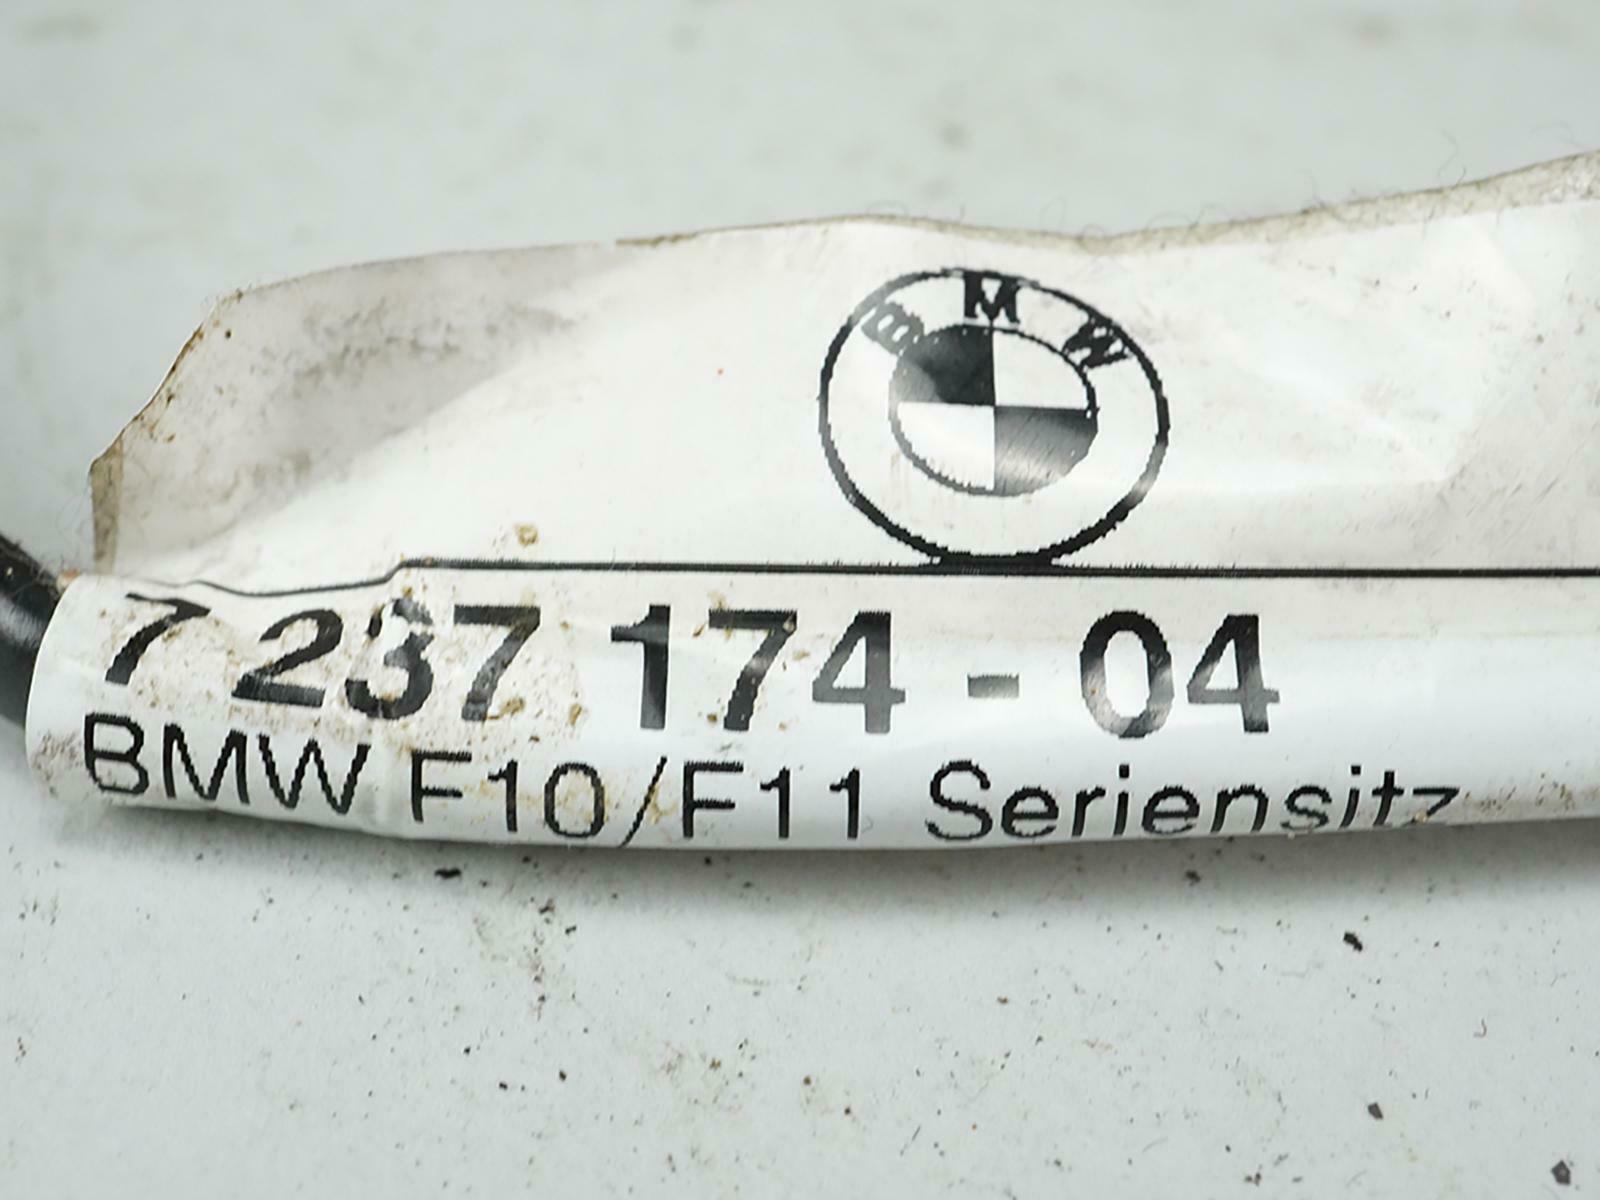 BMW
7 237 174 - 04
BMW F10/F11 Seriensitz